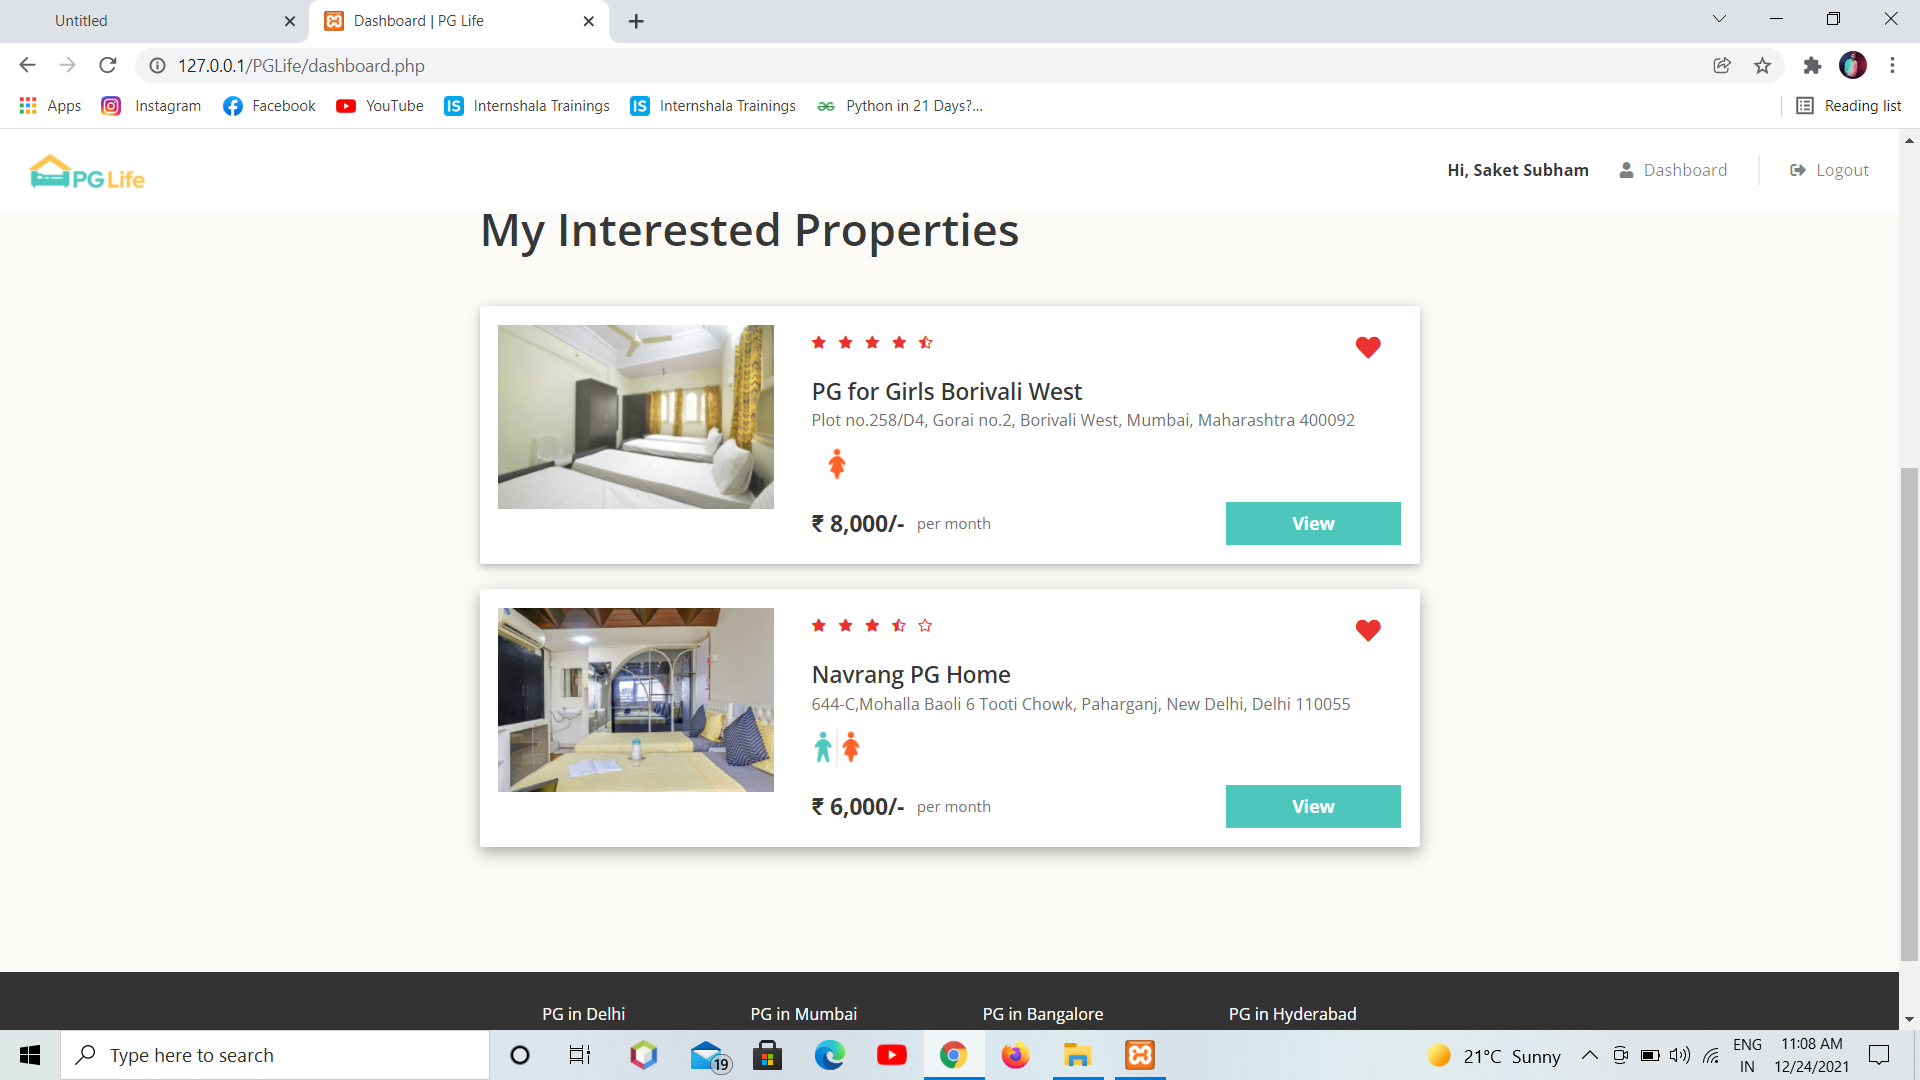 Untitled
Dashboard | PG Life
127.0.0.1/PGLife/dashboard.php
Apps
Instagram
Facebook
YouTube
IS Internshala Trainings
IS Internshala Trainings
Python in 21 Days?...
Reading list
PG Life
Hi, Saket Subham
Dashboard
Logout
My Interested Properties
PG for Girls Borivali West
Plot no.258/D4, Gorai no.2, Borivali West, Mumbai, Maharashtra 400092
₹ 8,000/- per month
View
Navrang PG Home
644-C,Mohalla Baoli 6 Tooti Chowk, Paharganj, New Delhi, Delhi 110055
₹ 6,000/- per month
View
PG in Delhi
PG in Mumbai
PG in Bangalore
PG in Hyderabad
Type here to search
19
21°C Sunny
ENG
IN
11:08 AM
12/24/2021